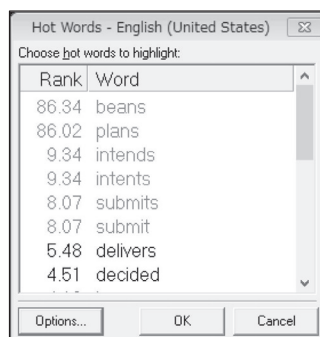 Hot Words - English (United States)
Choose hot words to highlight:
Rank Word
86.34 beans
86.02 plans
9.34 intends
9.34 intents
8.07 submits
8.07 submit
5.48 delivers
4.51 decided
Options... OK Cancel